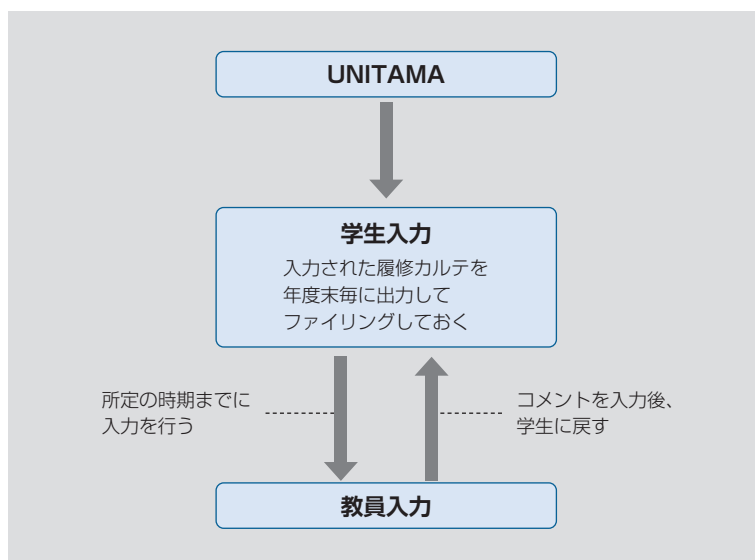 UNITAMA
学生入力
入力された履修カルテを
年度末毎に出力して
ファイリングしておく
所定の時期までに
入力を行う
コメントを入力後、
学生に戻す
教員入力